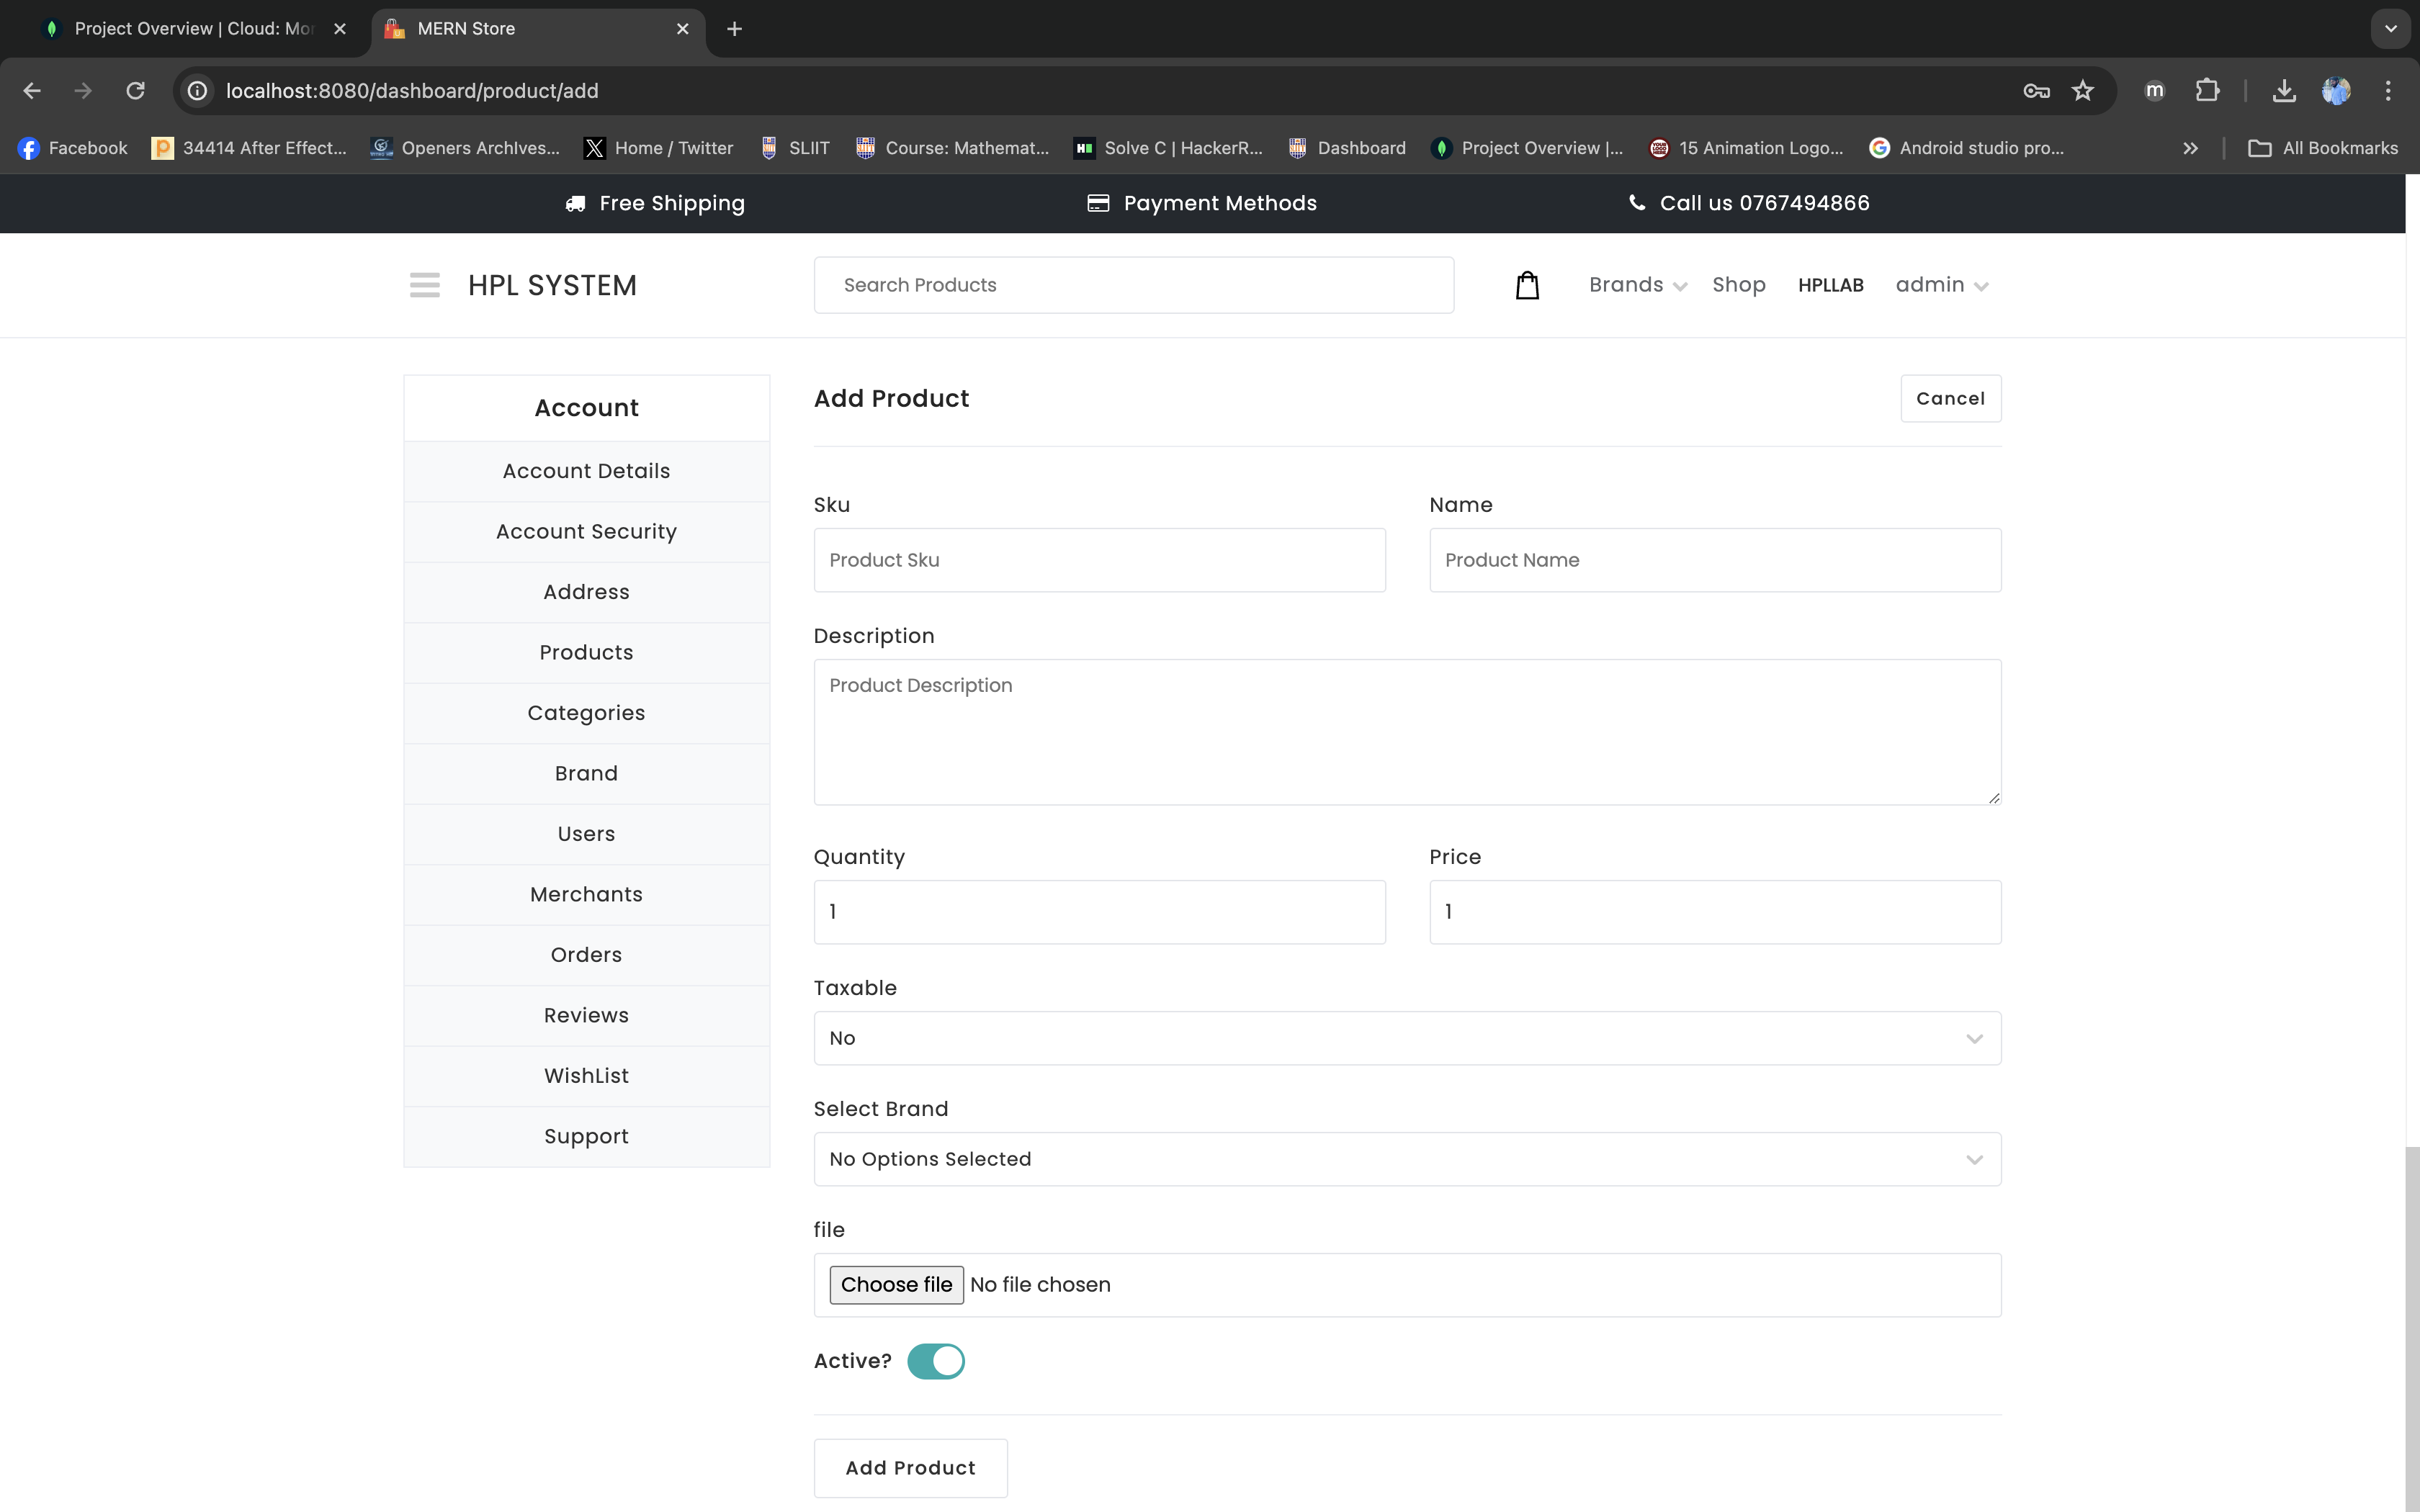 Project Overview | Cloud: Mon
MERN Store
localhost:8080/dashboard/product/add
m
Facebook
34414 After Effect...
Openers ArchIves...
Home / Twitter
SLIIT
Course: Mathemat...
Solve C | HackerR...
Dashboard
Project Overview |...
15 Animation Logo...
Android studio pro...
All Bookmarks
Free Shipping
Payment Methods
Call us 0767494866
HPL SYSTEM
Search Products
Brands
Shop
HPLLAB
admin
Account
Account Details
Account Security
Address
Products
Categories
Brand
Users
Merchants
Orders
Reviews
WishList
Support
Add Product
Cancel
Sku
Name
Product Sku
Product Name
Description
Product Description
Quantity
Price
1
1
Taxable
No
Select Brand
No Options Selected
file
Choose file No file chosen
Active?
Add Product